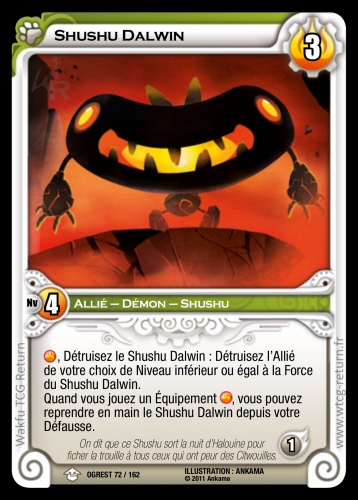 Shushu Dalwin
3
WR
Nv 4
Allié – Démon – Shushu
, Détruisez le Shushu Dalwin : Détruisez l'Allié
de votre choix de Niveau inférieur ou égal à la Force
du Shushu Dalwin.
Quand vous jouez un Équipement , vous pouvez
reprendre en main le Shushu Dalwin depuis votre
Défausse.
On dit que ce Shushu sort la nuit d'Halouine pour
ficher la trouille à tous ceux qui ont peur des Citwouilles.
1
OGREST 72 / 162
ILLUSTRATION : ANKAMA
© 2011 Ankama
Wakfu TCG Return
www.wtcg-return.fr